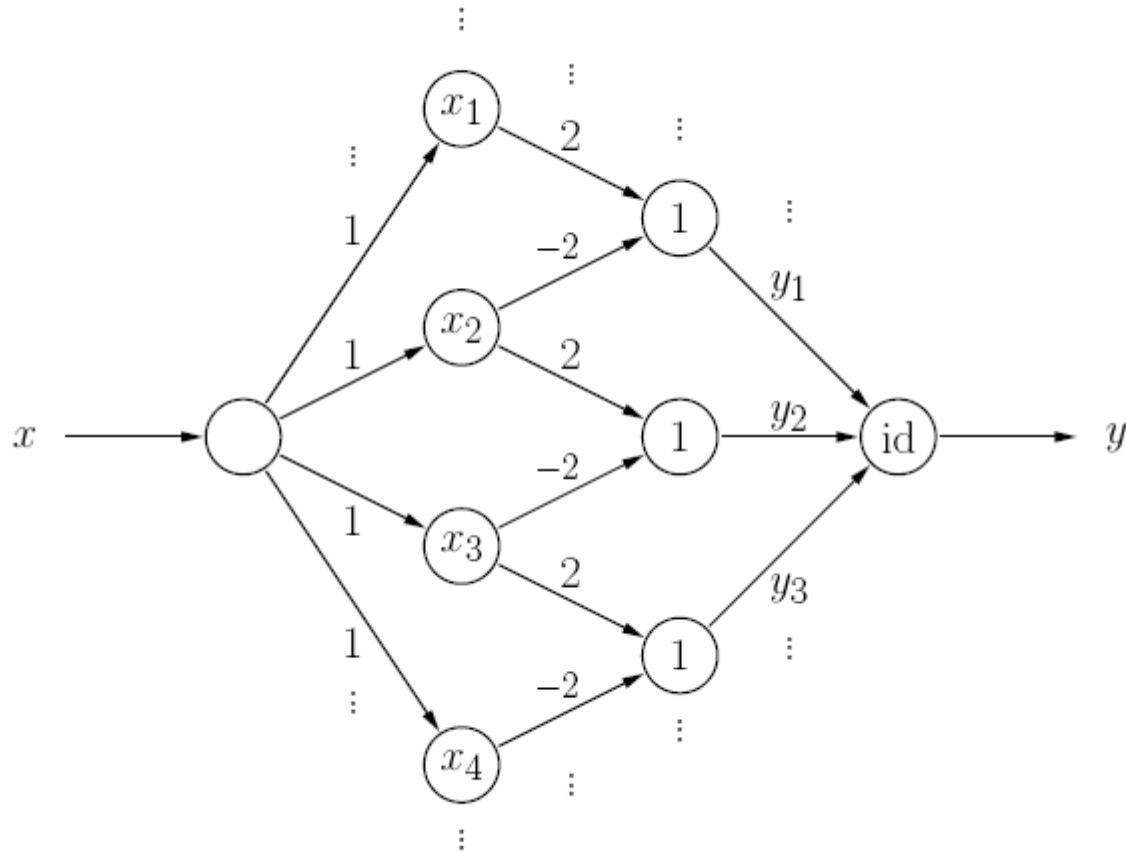 ⋮
⋮
x₁
2
⋮
⋮
1
⋮
1
−2
y₁
x₂
1
2
y₂
x
1
id
y
−2
1
x₃
2
y₃
1
⋮
1
−2
⋮
⋮
x₄
⋮
⋮